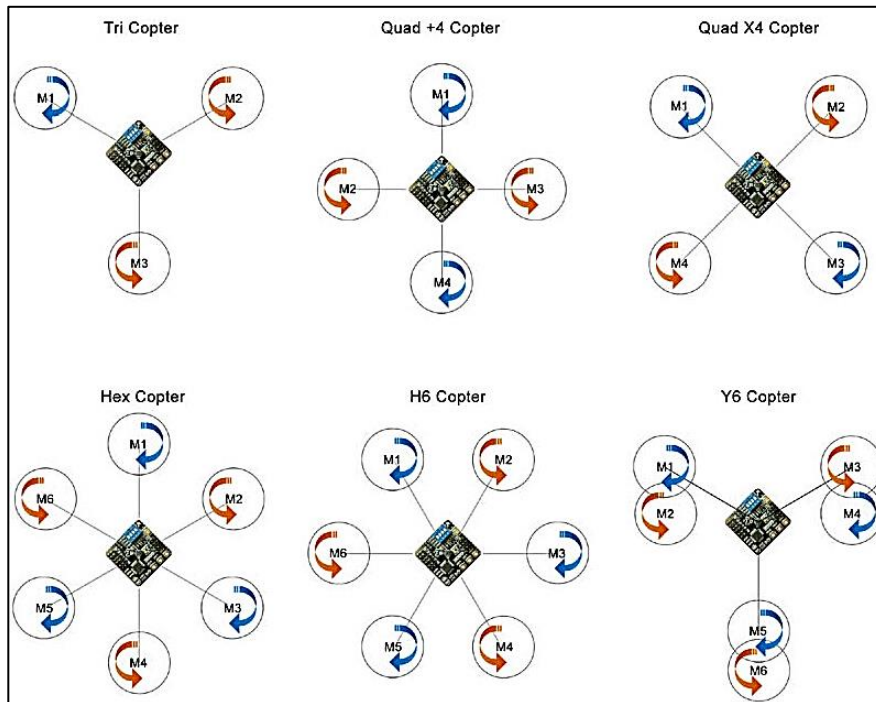 Tri Copter
M1
M2
M3
Quad +4 Copter
M1
M2
M3
M4
Quad X4 Copter
M1
M2
M4
M3
Hex Copter
M1
M6
M2
M5
M3
M4
H6 Copter
M1
M2
M6
M3
M5
M4
Y6 Copter
M1
M3
M2
M4
M5
M6